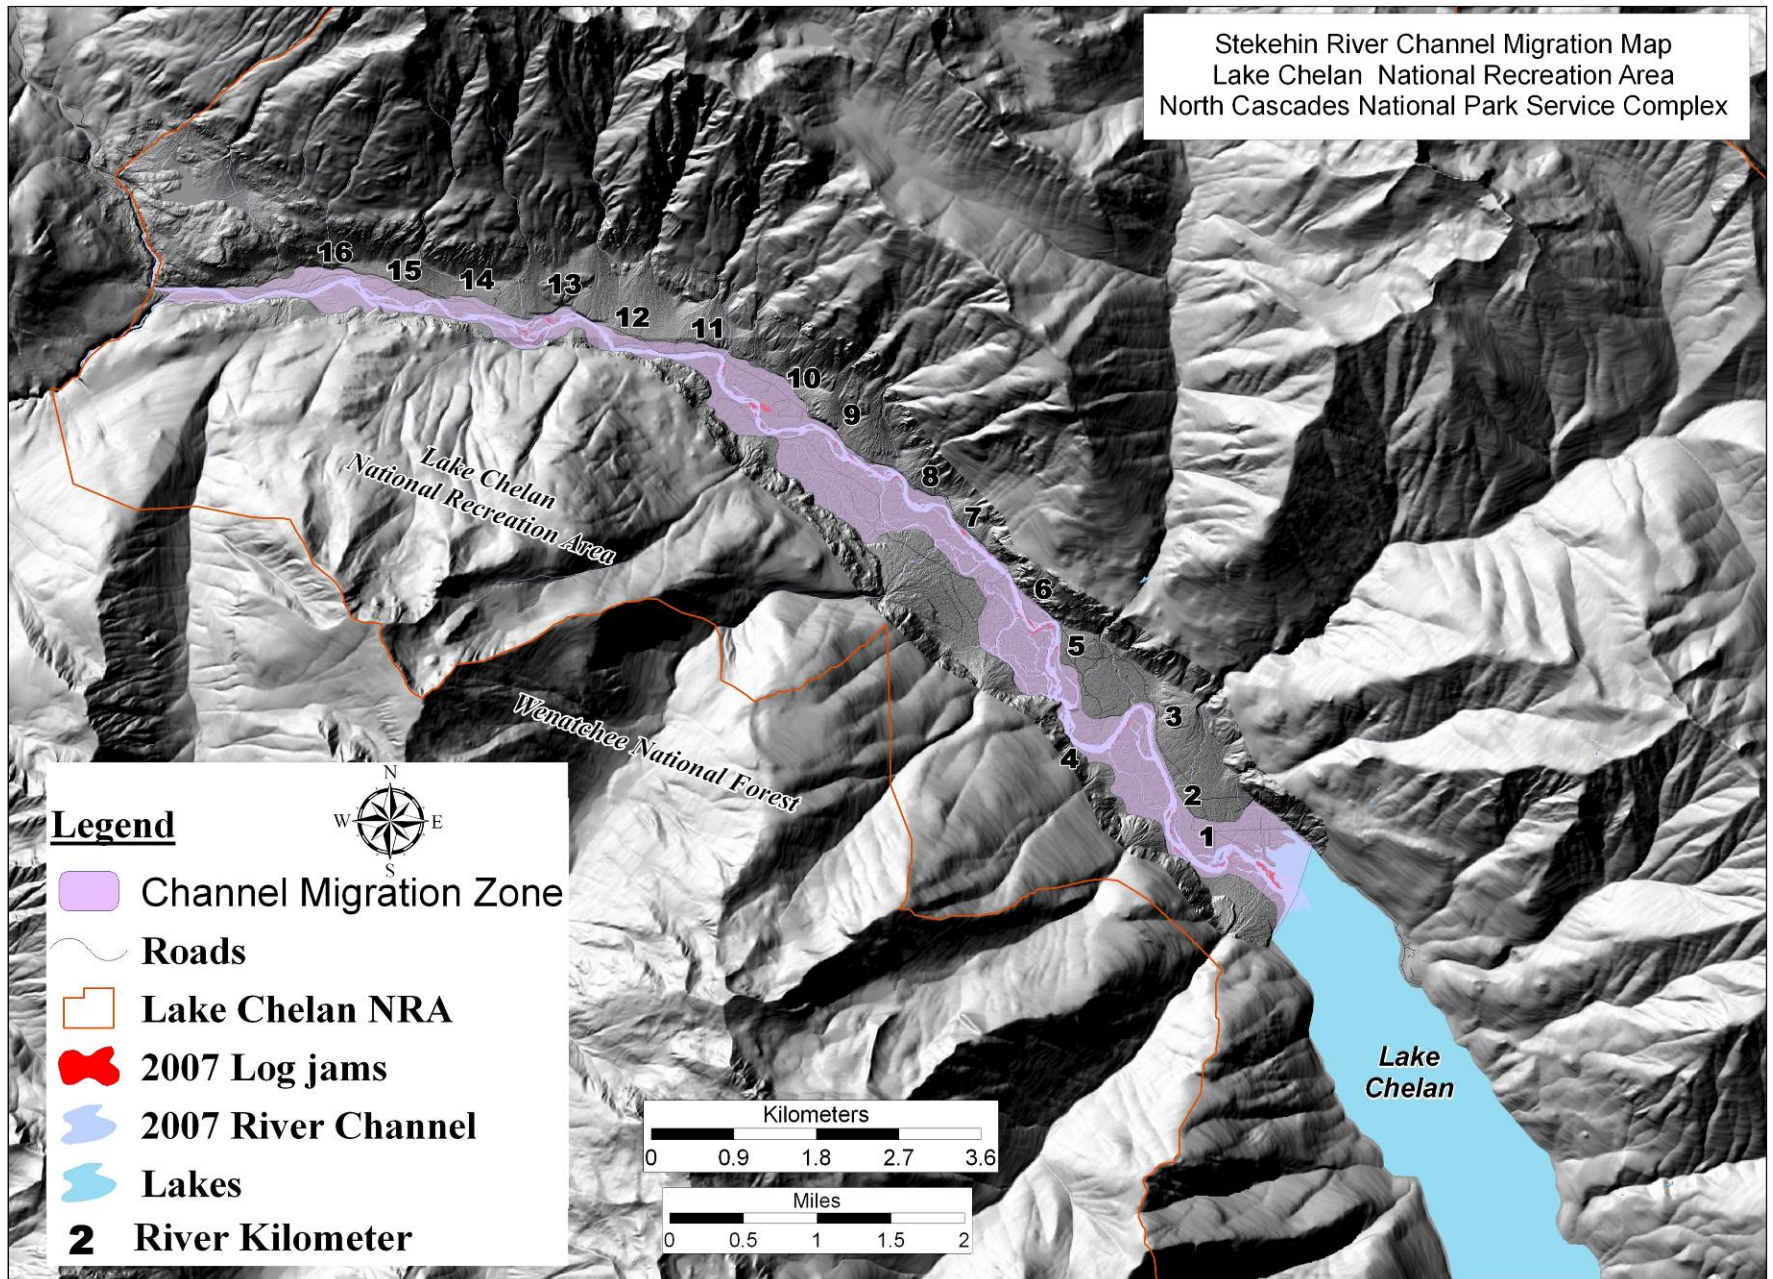 Stekehin River Channel Migration Map
Lake Chelan National Recreation Area
North Cascades National Park Service Complex
16
15
14
13
12
11
10
9
8
7
6
5
3
4
2
1
Lake Chelan
National Recreation Area
Wenatchee National Forest
Lake
Chelan
Legend
N
W
E
S
Channel Migration Zone
Roads
Lake Chelan NRA
2007 Log jams
2007 River Channel
Lakes
2 River Kilometer
Kilometers
0 0.9 1.8 2.7 3.6
Miles
0 0.5 1 1.5 2